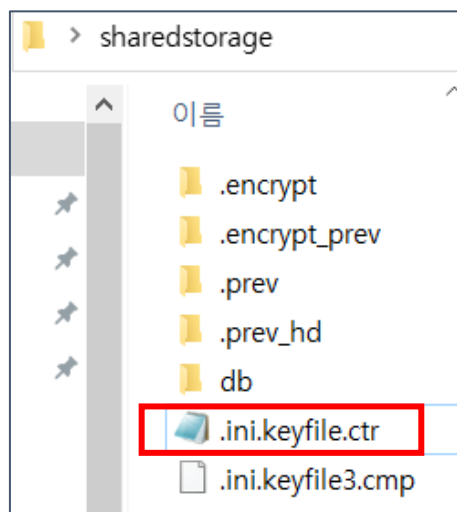 > sharedstorage
이름
.encrypt
.encrypt_prev
.prev
.prev_hd
db
.ini.keyfile.ctr
.ini.keyfile3.cmp